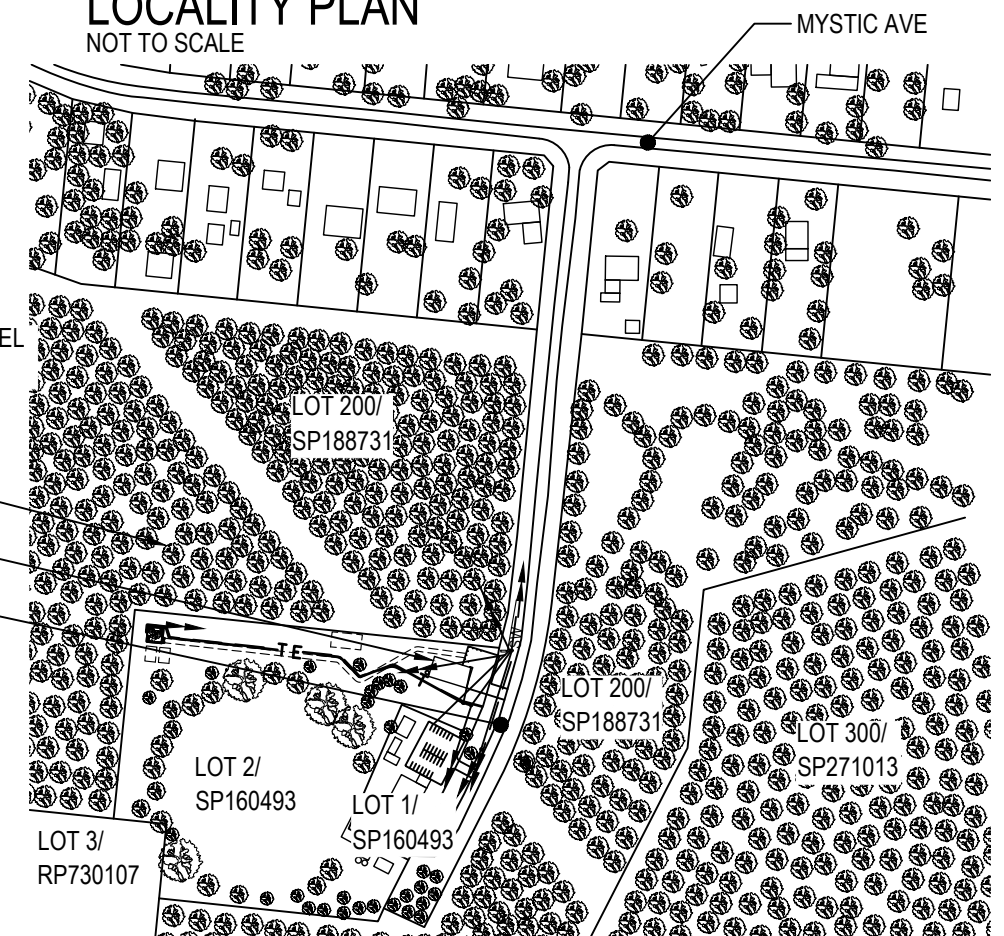 LOCALITY PLAN
NOT TO SCALE
MYSTIC AVE
EL
LOT 200/
SP188731
TE
LOT 200/
SP188731
LOT 300/
SP271013
LOT 2/
SP160493
LOT 1/
SP160493
LOT 3/
RP730107